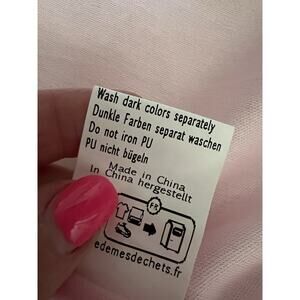 Wash dark colors separately
Dunkle Farben separat waschen
Do not iron PU
PU nicht bügeln
Made in China
In China hergestellt
FR
edemesdechets.fr